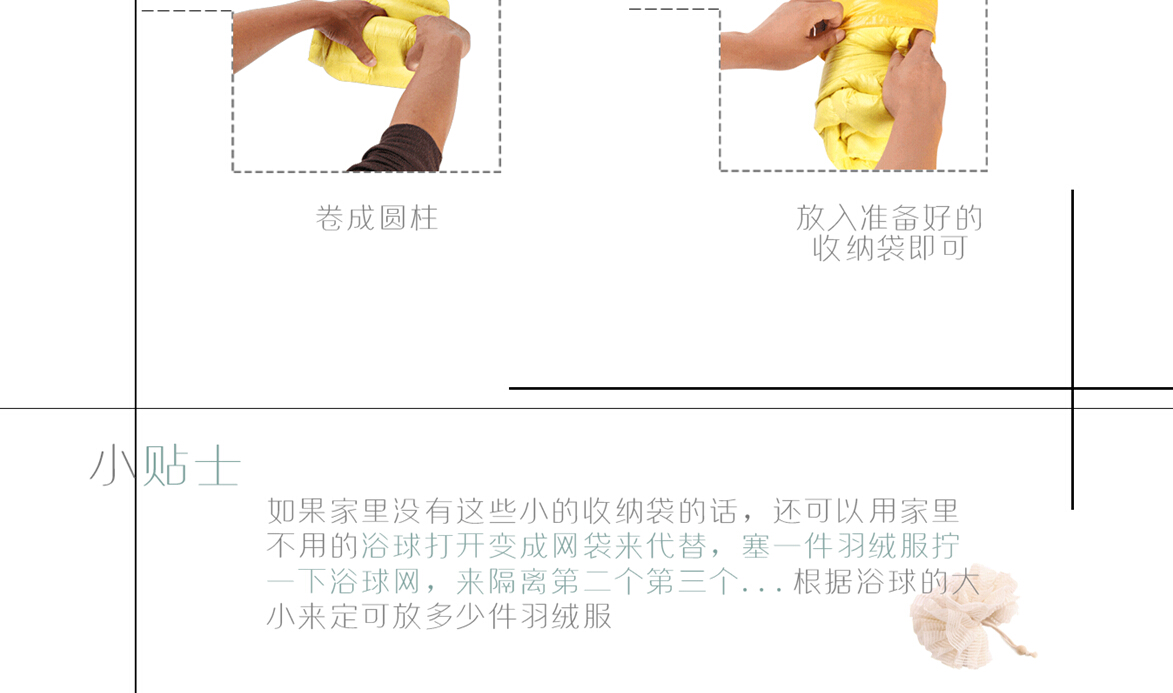 卷成圆柱
放入准备好的
收纳袋即可
小贴士
如果家里没有这些小的收纳袋的话，还可以用家里
不用的浴球打开变成网袋来代替，塞一件羽绒服拧
一下浴球网，来隔离第二个第三个...根据浴球的大
小来定可放多少件羽绒服